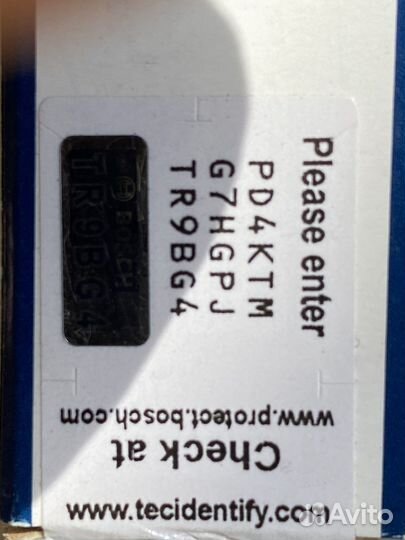 Please enter
PD4KTM
G7HGPJ
TR9BG4
BOSCH
TR9BG4
Check at
www.protect.bosch.com
www.tecidentify.com
Avito